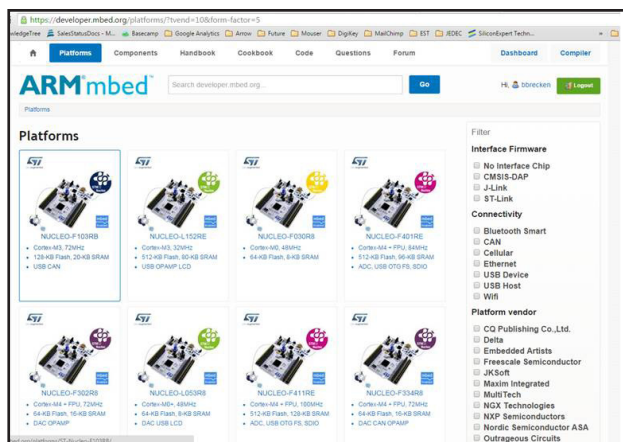 https://developer.mbed.org/platforms/?tvend=10&form-factor=5
wledgeTree SalesStatusDocs - M... Basecamp Google Analytics Arrow Future Mouser DigiKey MailChimp EST JEDEC SiliconExpert Techn... »
Platforms Components Handbook Cookbook Code Questions Forum Dashboard Compiler
ARM mbed Search developer.mbed.org... Go Hi, bbrecken Logout
Platforms
Platforms
NUCLEO-F103RB
Cortex-M3, 72MHz
128-KB Flash, 20-KB SRAM
USB CAN
NUCLEO-L152RE
Cortex-M3, 32MHz
512-KB Flash, 80-KB SRAM
USB OPAMP LCD
NUCLEO-F030R8
Cortex-M0, 48MHz
64-KB Flash, 8-KB SRAM
NUCLEO-F401RE
Cortex-M4 + FPU, 84MHz
512-KB Flash, 96-KB SRAM
ADC, USB OTG FS, SDIO
NUCLEO-F302R8
Cortex-M4 + FPU, 72MHz
64-KB Flash, 16-KB SRAM
DAC OPAMP
NUCLEO-L053R8
Cortex-M0+, 48MHz
64-KB Flash, 8-KB SRAM
DAC USB LCD
NUCLEO-F411RE
Cortex-M4 + FPU, 100MHz
512-KB Flash, 128-KB SRAM
ADC, USB OTG FS, SDIO
NUCLEO-F334R8
Cortex-M4 + FPU, 72MHz
64-KB Flash, 16-KB SRAM
DAC CAN OPAMP
Filter
Interface Firmware
No Interface Chip
CMSIS-DAP
J-Link
ST-Link
Connectivity
Bluetooth Smart
CAN
Cellular
Ethernet
USB Device
USB Host
Wifi
Platform vendor
CQ Publishing Co.,Ltd.
Delta
Embedded Artists
Freescale Semiconductor
JKSoft
Maxim Integrated
MultiTech
NGX Technologies
NXP Semiconductors
Nordic Semiconductor ASA
Outrageous Circuits